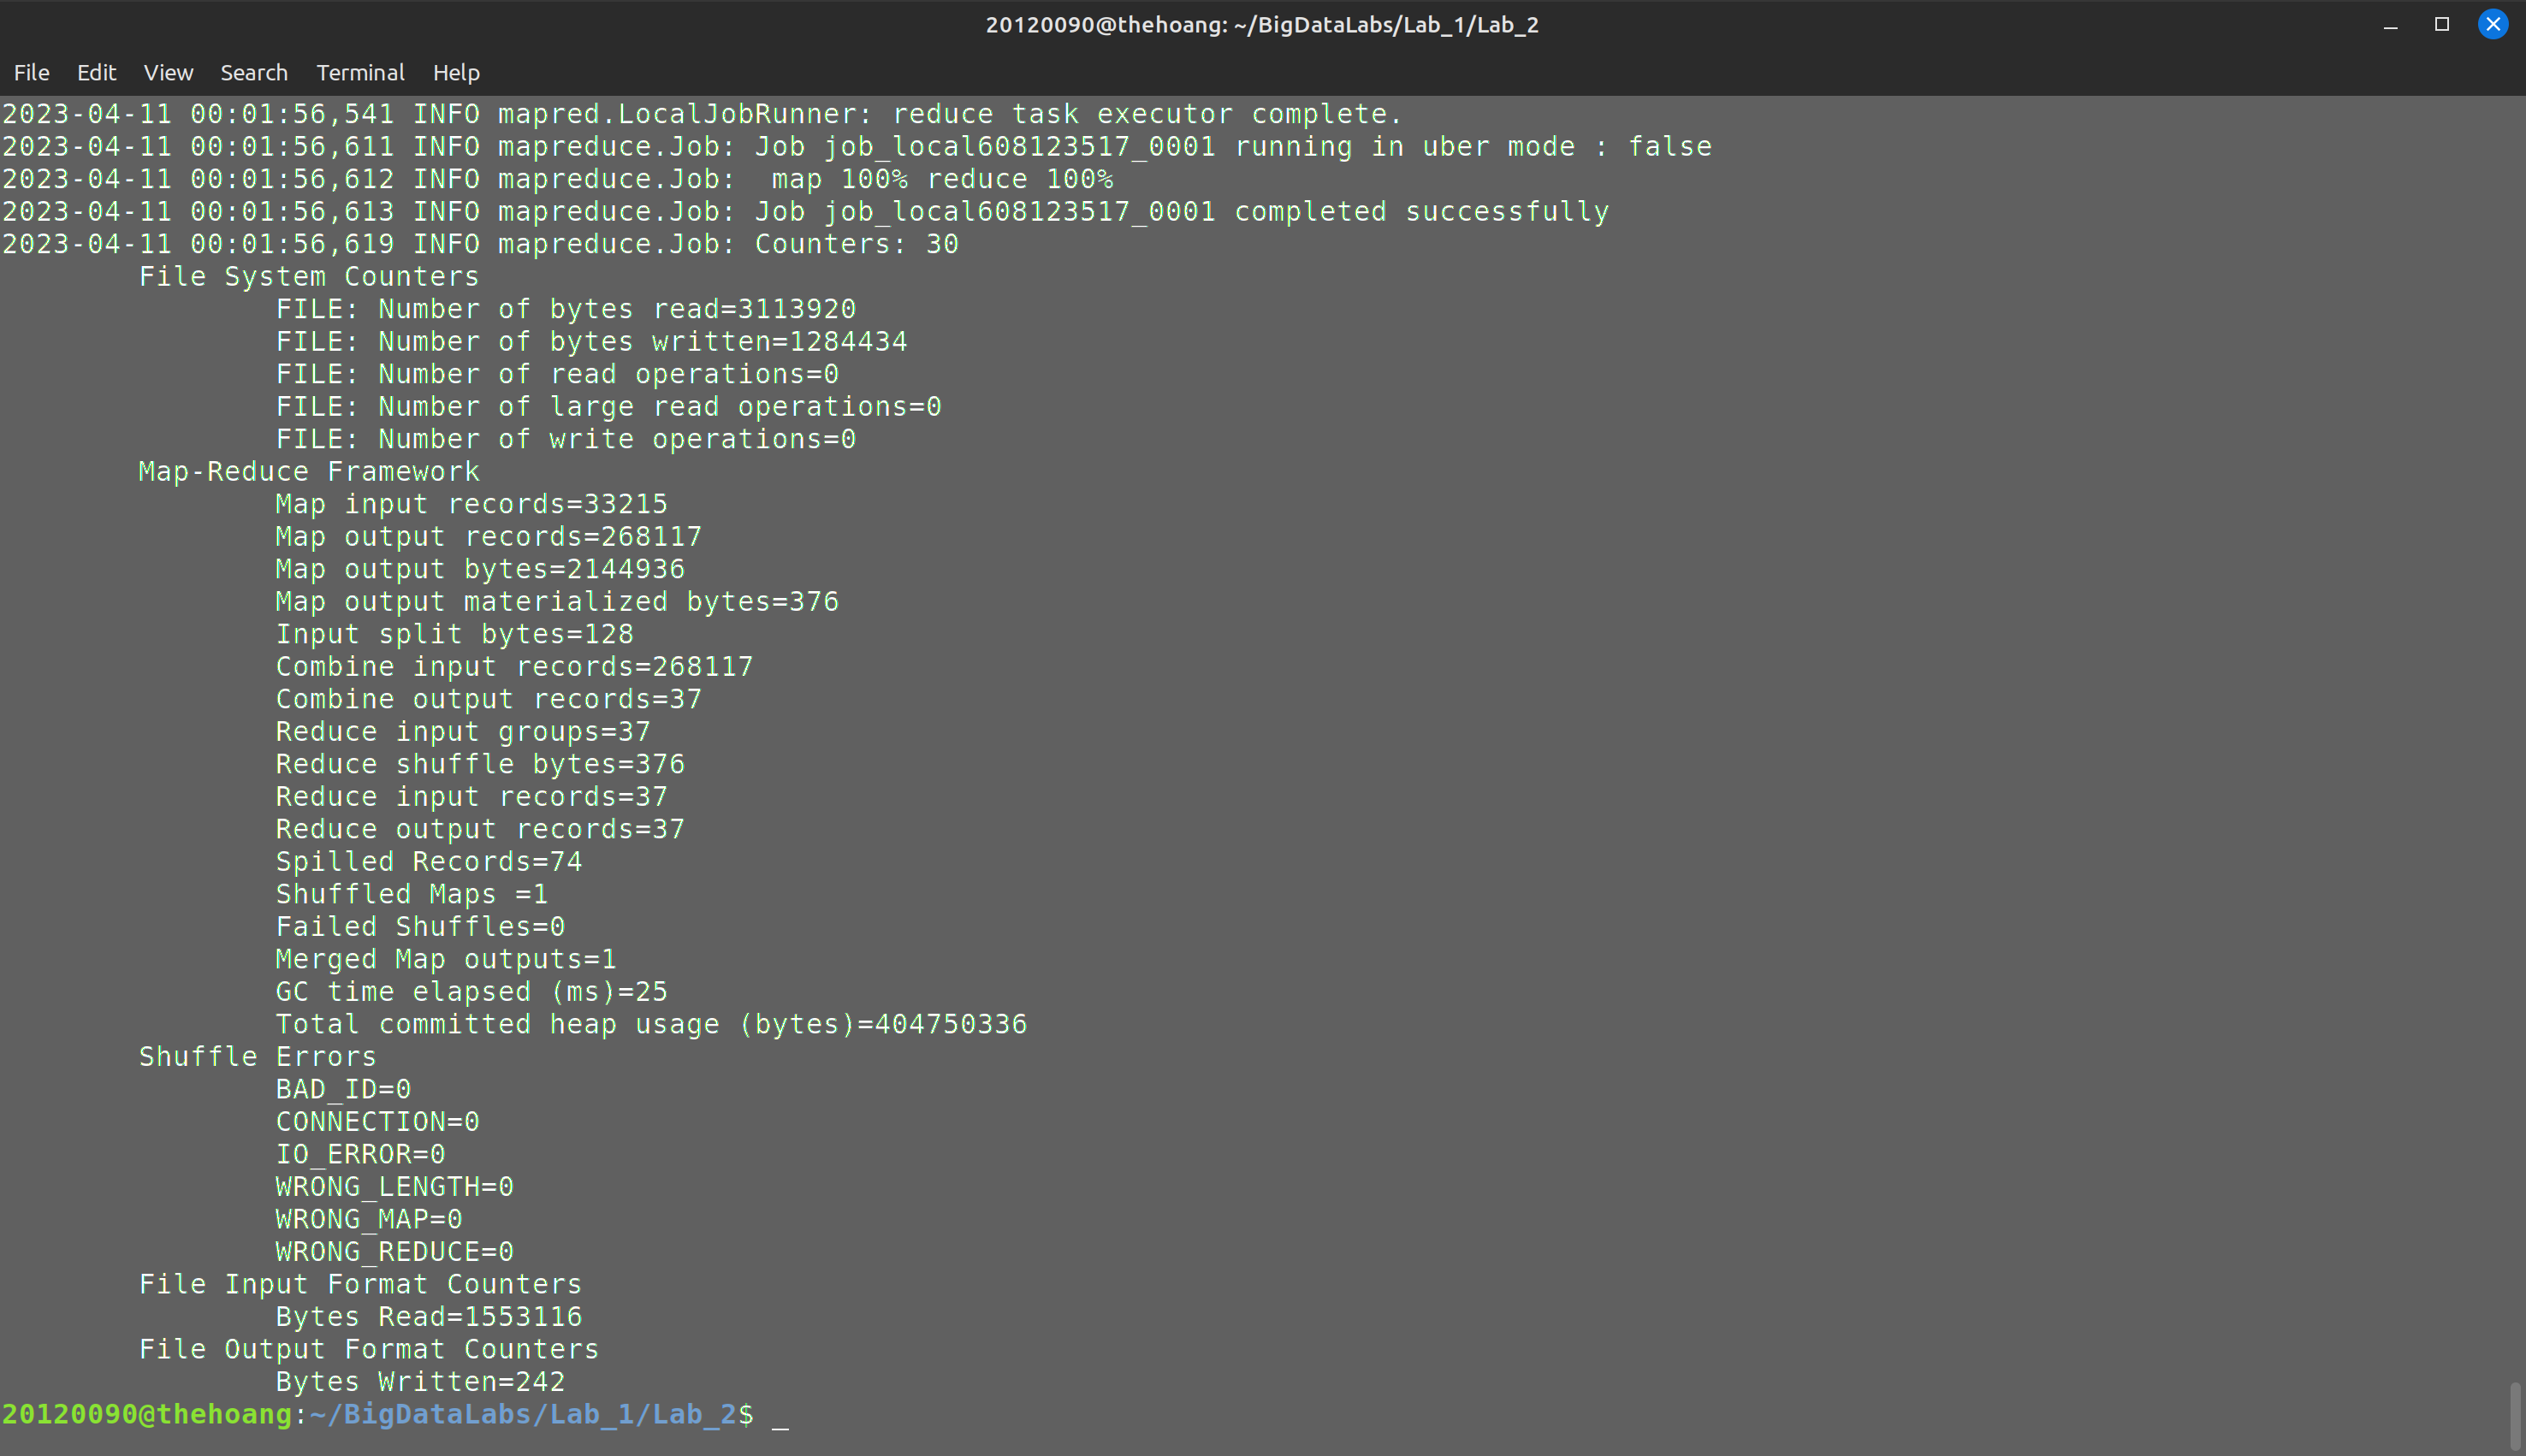 20120090@thehoang: ~/BigDataLabs/Lab_1/Lab_2
File Edit View Search Terminal Help
2023-04-11 00:01:56,541 INFO mapred.LocalJobRunner: reduce task executor complete.
2023-04-11 00:01:56,611 INFO mapreduce.Job: Job job_local608123517_0001 running in uber mode : false
2023-04-11 00:01:56,612 INFO mapreduce.Job:  map 100% reduce 100%
2023-04-11 00:01:56,613 INFO mapreduce.Job: Job job_local608123517_0001 completed successfully
2023-04-11 00:01:56,619 INFO mapreduce.Job: Counters: 30
File System Counters
FILE: Number of bytes read=3113920
FILE: Number of bytes written=1284434
FILE: Number of read operations=0
FILE: Number of large read operations=0
FILE: Number of write operations=0
Map-Reduce Framework
Map input records=33215
Map output records=268117
Map output bytes=2144936
Map output materialized bytes=376
Input split bytes=128
Combine input records=268117
Combine output records=37
Reduce input groups=37
Reduce shuffle bytes=376
Reduce input records=37
Reduce output records=37
Spilled Records=74
Shuffled Maps =1
Failed Shuffles=0
Merged Map outputs=1
GC time elapsed (ms)=25
Total committed heap usage (bytes)=404750336
Shuffle Errors
BAD_ID=0
CONNECTION=0
IO_ERROR=0
WRONG_LENGTH=0
WRONG_MAP=0
WRONG_REDUCE=0
File Input Format Counters
Bytes Read=1553116
File Output Format Counters
Bytes Written=242
20120090@thehoang:~/BigDataLabs/Lab_1/Lab_2$ _